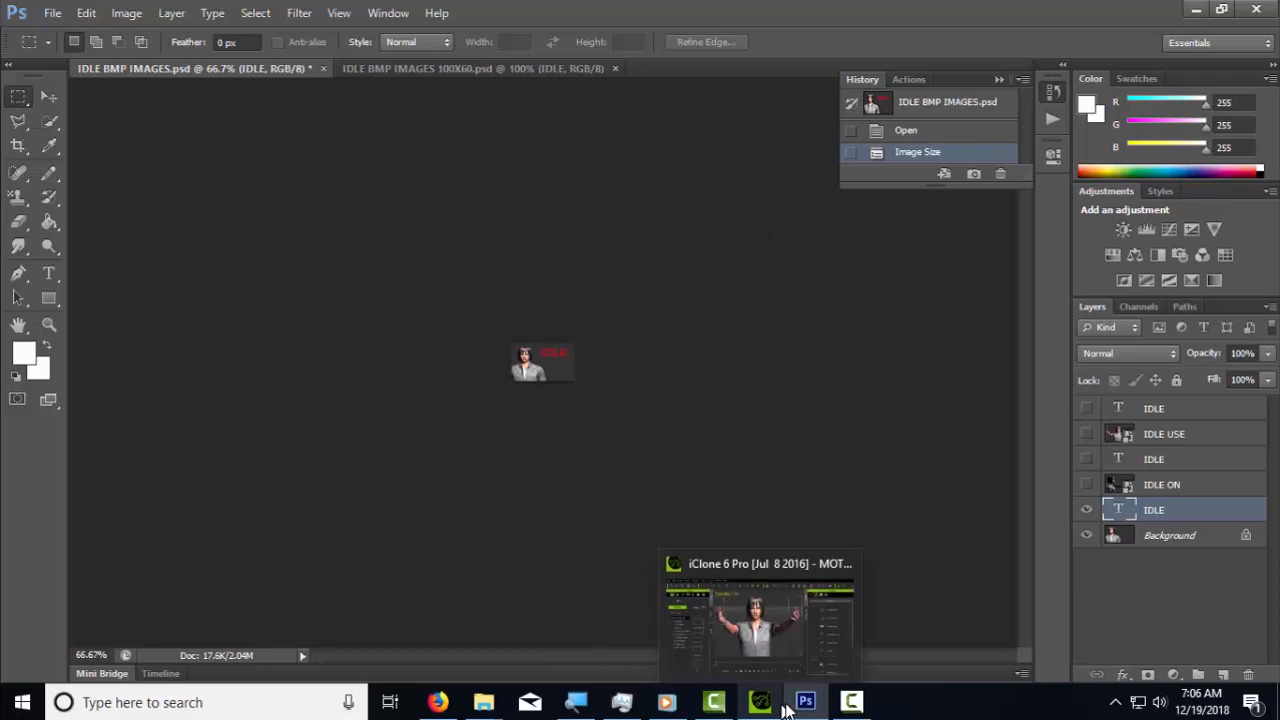 Ps File Edit Image Layer Type Select Filter View Window Help
Feather: 0 px Anti-alias Style: Normal Width: Height: Refine Edge... Essentials
IDLE BMP IMAGES.psd @ 66.7% (IDLE, RGB/8) * × IDLE BMP IMAGES 100X60.psd @ 100% (IDLE, RGB/8) ×
History Actions
IDLE BMP IMAGES.psd
Open
Image Size
Color Swatches
R 255
G 255
B 255
Adjustments Styles
Add an adjustment
Layers Channels Paths
Kind
Normal Opacity: 100%
Lock: Fill: 100%
T IDLE
IDLE USE
T IDLE
IDLE ON
T IDLE
Background
IDLE
iClone 6 Pro [Jul 8 2016] - MOT...
66.67% Doc: 17.6K/2.04M
Mini Bridge Timeline
Type here to search
Ps
7:06 AM
12/19/2018